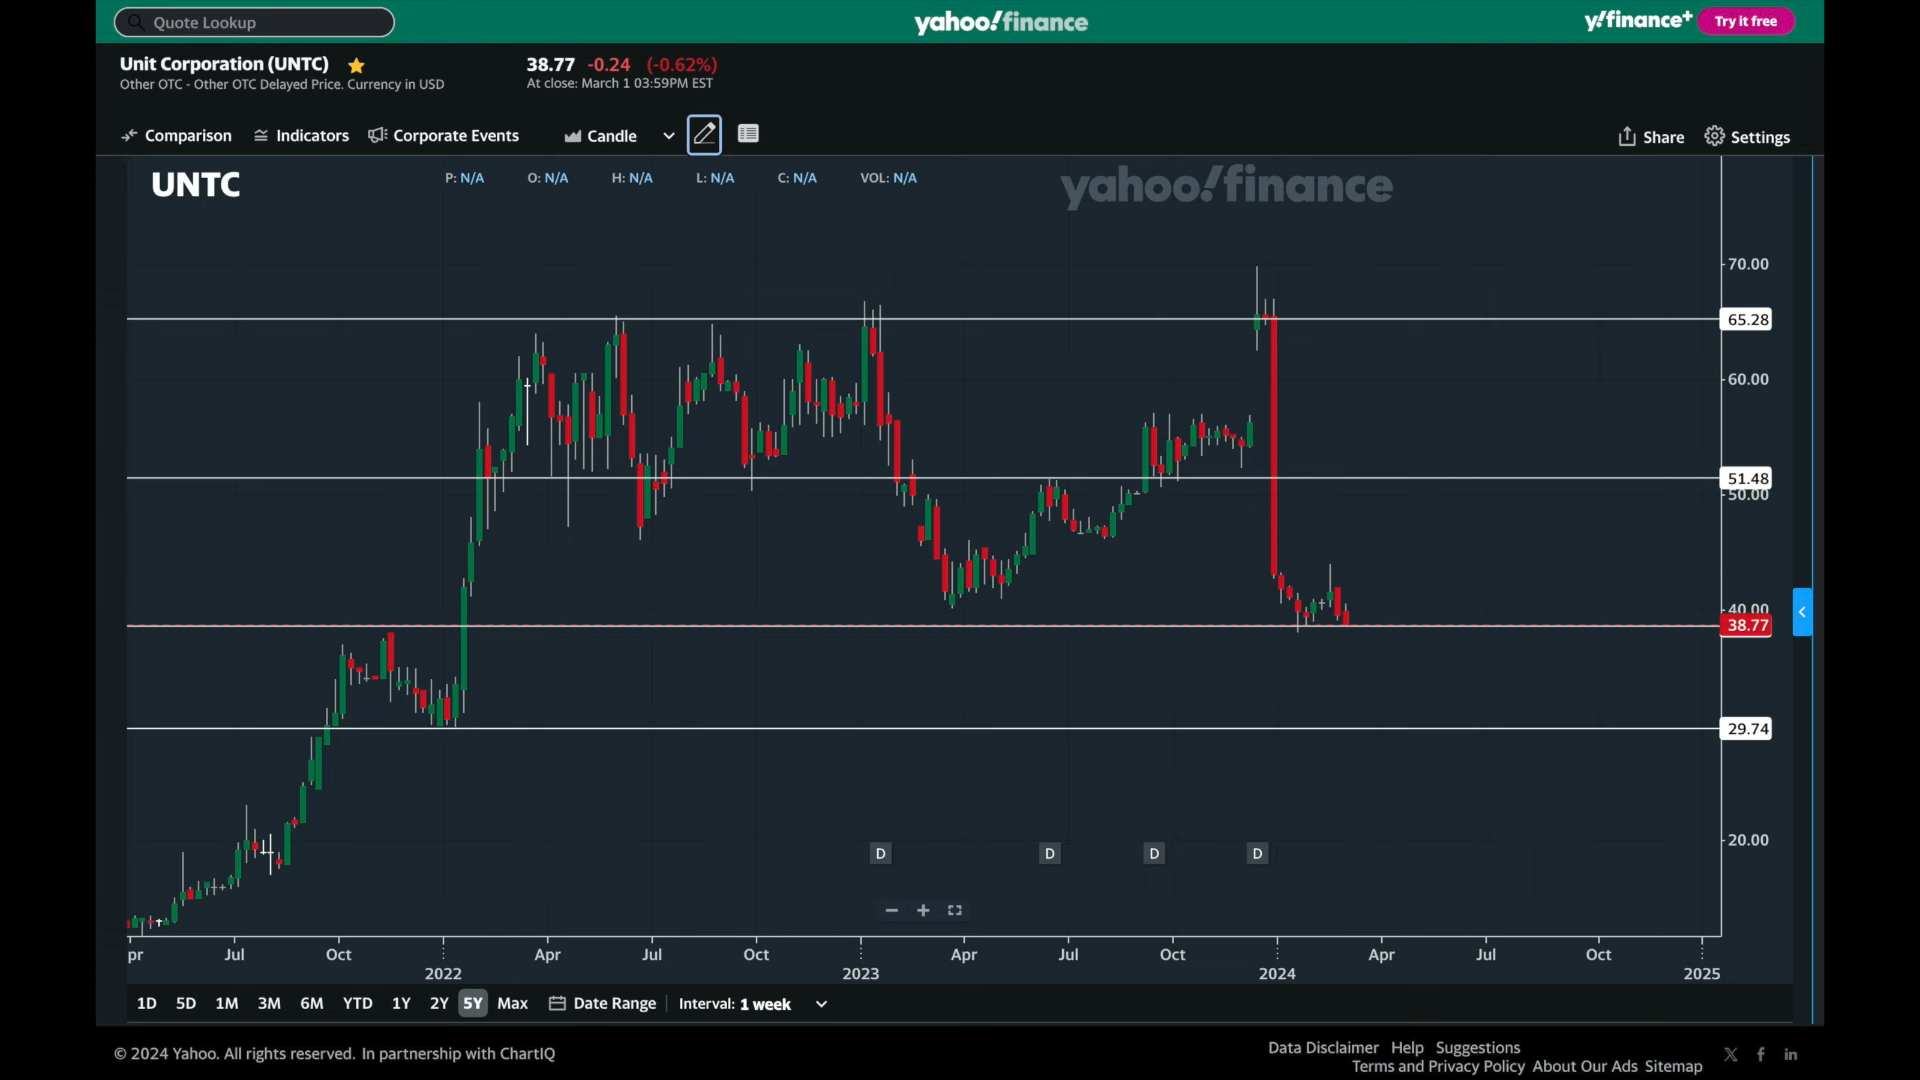 Quote Lookup
yahoo!finance
y!finance+ Try it free
Unit Corporation (UNTC)
Other OTC - Other OTC Delayed Price. Currency in USD
38.77 -0.24 (-0.62%)
At close: March 1 03:59PM EST
Comparison Indicators Corporate Events Candle Share Settings
UNTC
P: N/A O: N/A H: N/A L: N/A C: N/A VOL: N/A
yahoo!finance
70.00
65.28
60.00
51.48
50.00
40.00
38.77
29.74
20.00
D D D D
pr Jul Oct 2022 Apr Jul Oct 2023 Apr Jul Oct 2024 Apr Jul Oct 2025
1D 5D 1M 3M 6M YTD 1Y 2Y 5Y Max Date Range Interval: 1 week
© 2024 Yahoo. All rights reserved. In partnership with ChartIQ
Data Disclaimer Help Suggestions
Terms and Privacy Policy About Our Ads Sitemap